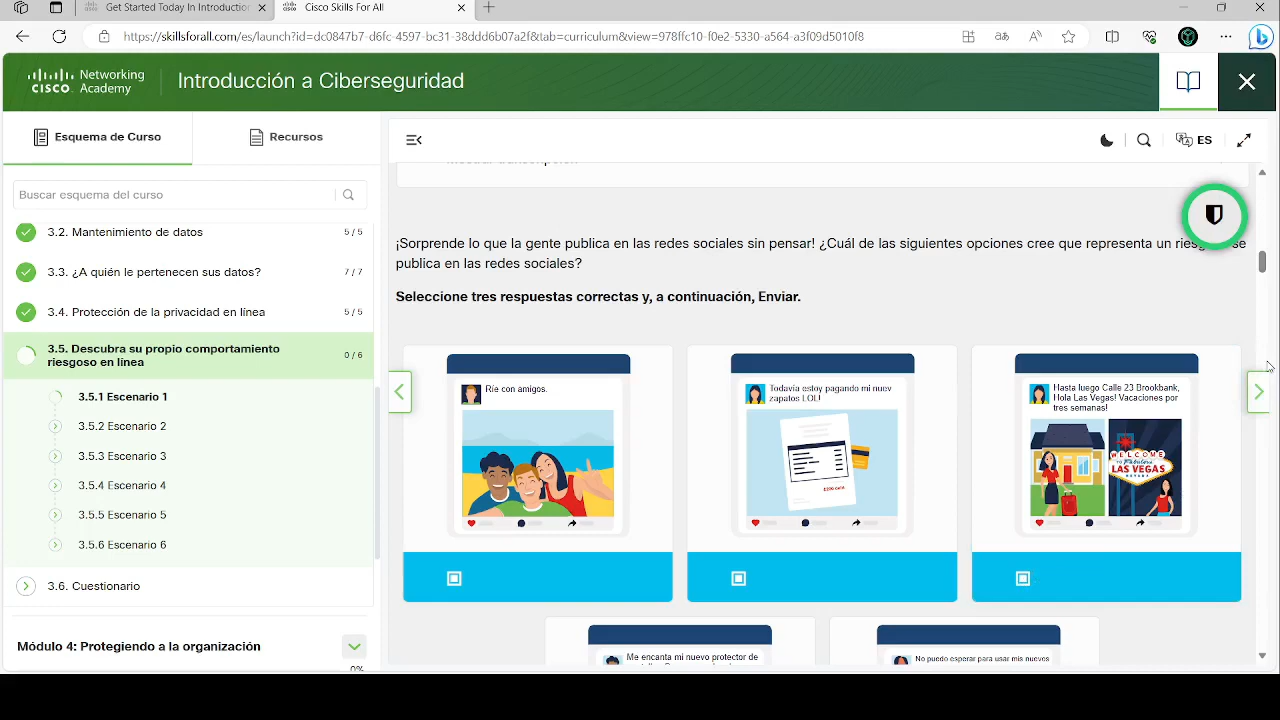 Get Started Today In Introduction
Cisco Skills For All
https://skillsforall.com/es/launch?id=dc0847b7-d6fc-4597-bc31-38ddd6b07a2f&tab=curriculum&view=978ffc10-f0e2-5330-a564-a3f09d5010f8
Networking
Academy
CISCO
Introducción a Ciberseguridad
Esquema de Curso
Recursos
ES
Buscar esquema del curso
3.2. Mantenimiento de datos
5 / 5
3.3. ¿A quién le pertenecen sus datos?
7 / 7
3.4. Protección de la privacidad en línea
5 / 5
3.5. Descubra su propio comportamiento
riesgoso en línea
0 / 6
3.5.1 Escenario 1
3.5.2 Escenario 2
3.5.3 Escenario 3
3.5.4 Escenario 4
3.5.5 Escenario 5
3.5.6 Escenario 6
3.6. Cuestionario
Módulo 4: Protegiendo a la organización
0%
¡Sorprende lo que la gente publica en las redes sociales sin pensar! ¿Cuál de las siguientes opciones cree que representa un se
publica en las redes sociales?
Seleccione tres respuestas correctas y, a continuación, Enviar.
Ríe con amigos.
Todavía estoy pagando mi nuev
zapatos LOL!
Hasta luego Calle 23 Brookbank,
Hola Las Vegas! Vacaciones por
tres semanas!
WELCOME
TO Fabulous
LAS VEGAS
NEVADA
Me encanta mi nuevo protector de
No puedo esperar para usar mis nuevos